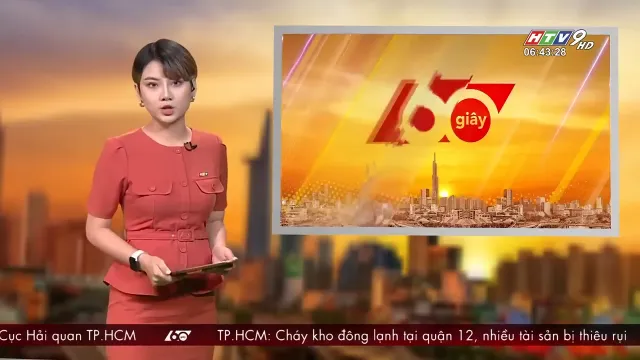 HTV9 HD
06.43.28
60 giây
Cục Hải quan TP.HCM 60 TP.HCM: Cháy kho đông lạnh tại quận 12, nhiều tài sản bị thiêu rụi